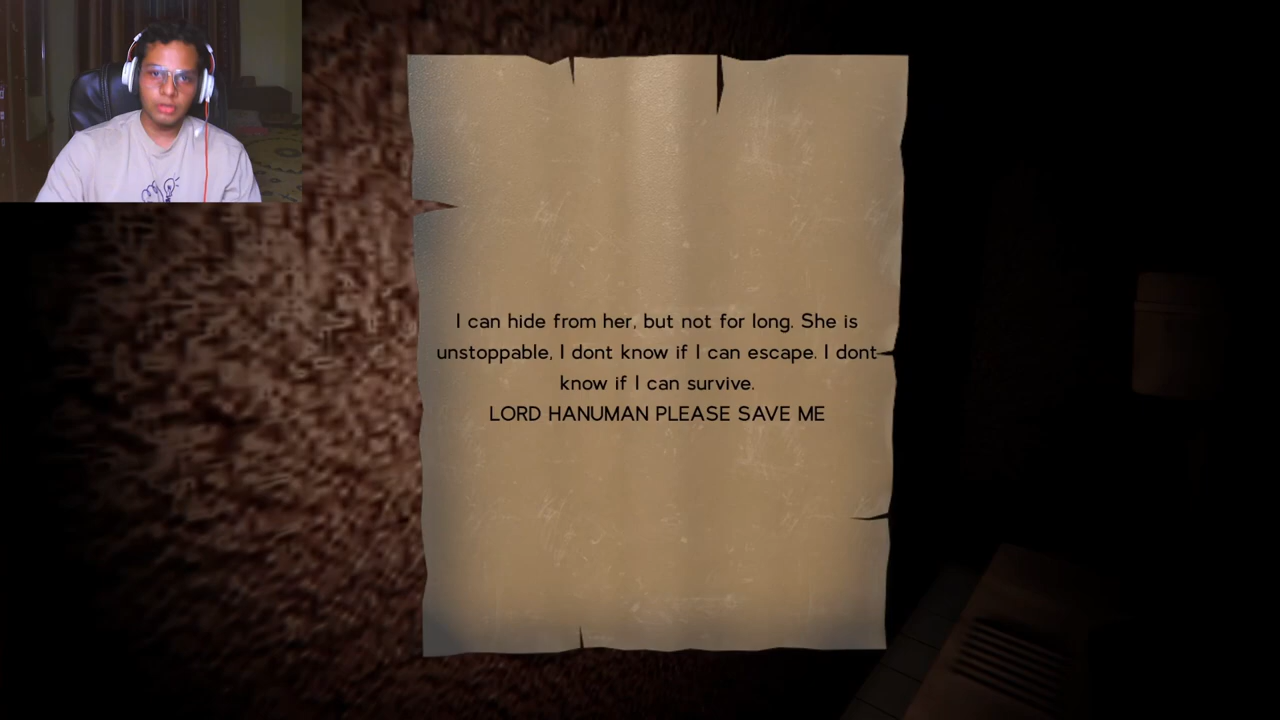 I can hide from her, but not for long. She is
unstoppable, I dont know if I can escape. I dont
know if I can survive.
LORD HANUMAN PLEASE SAVE ME